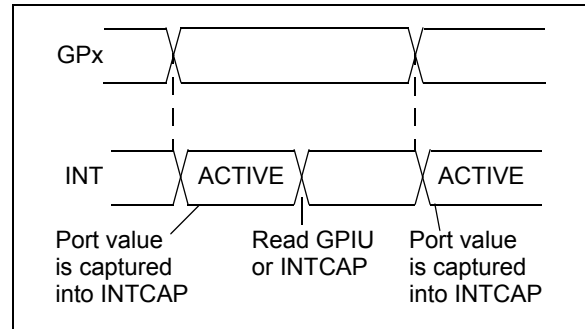 GPx
INT
ACTIVE
ACTIVE
Port value
is captured
into INTCAP
Read GPIU
or INTCAP
Port value
is captured
into INTCAP